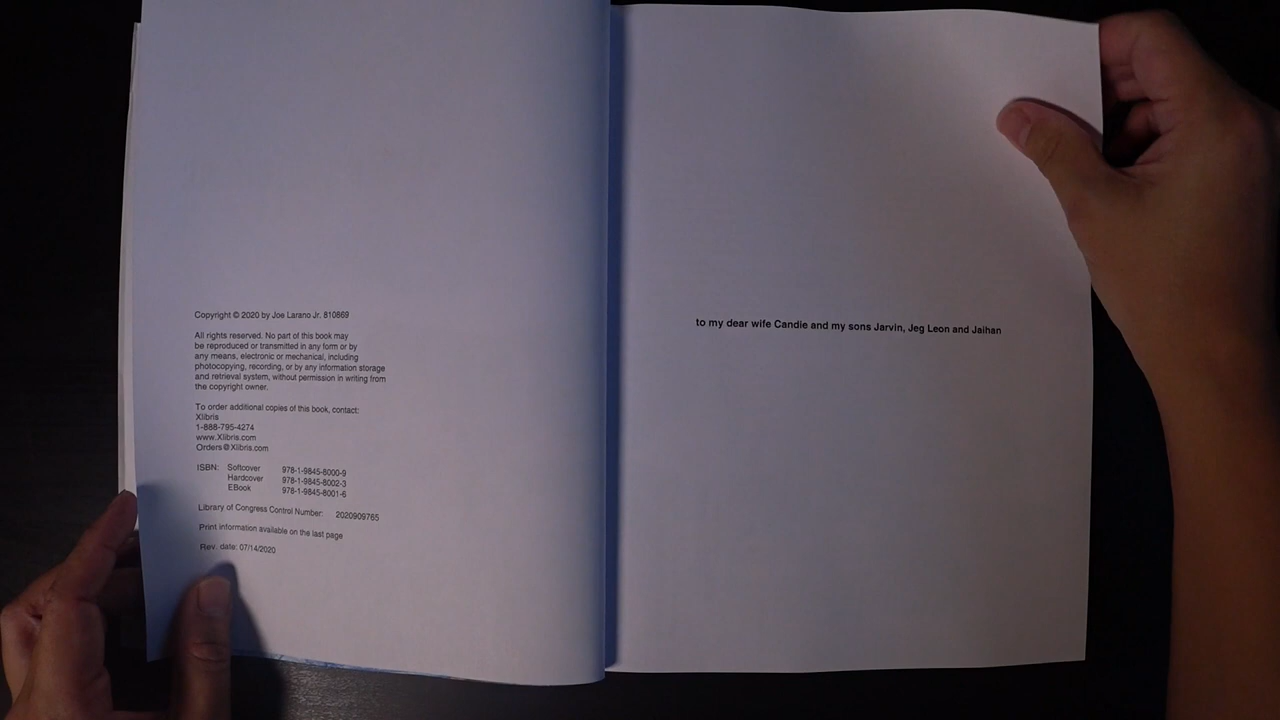 Copyright © 2020 by Joe Larano Jr. 810869
All rights reserved. No part of this book may
be reproduced or transmitted in any form or by
any means, electronic or mechanical, including
photocopying, recording, or by any information storage
and retrieval system, without permission in writing from
the copyright owner.
To order additional copies of this book, contact:
Xlibris
1-888-795-4274
www.Xlibris.com
Orders@Xlibris.com
ISBN: Softcover 978-1-9845-8000-9
Hardcover 978-1-9845-8002-3
EBook 978-1-9845-8001-6
Library of Congress Control Number: 2020909765
Print information available on the last page
Rev. date: 07/14/2020
to my dear wife Candie and my sons Jarvin, Jeg Leon and Jaihan